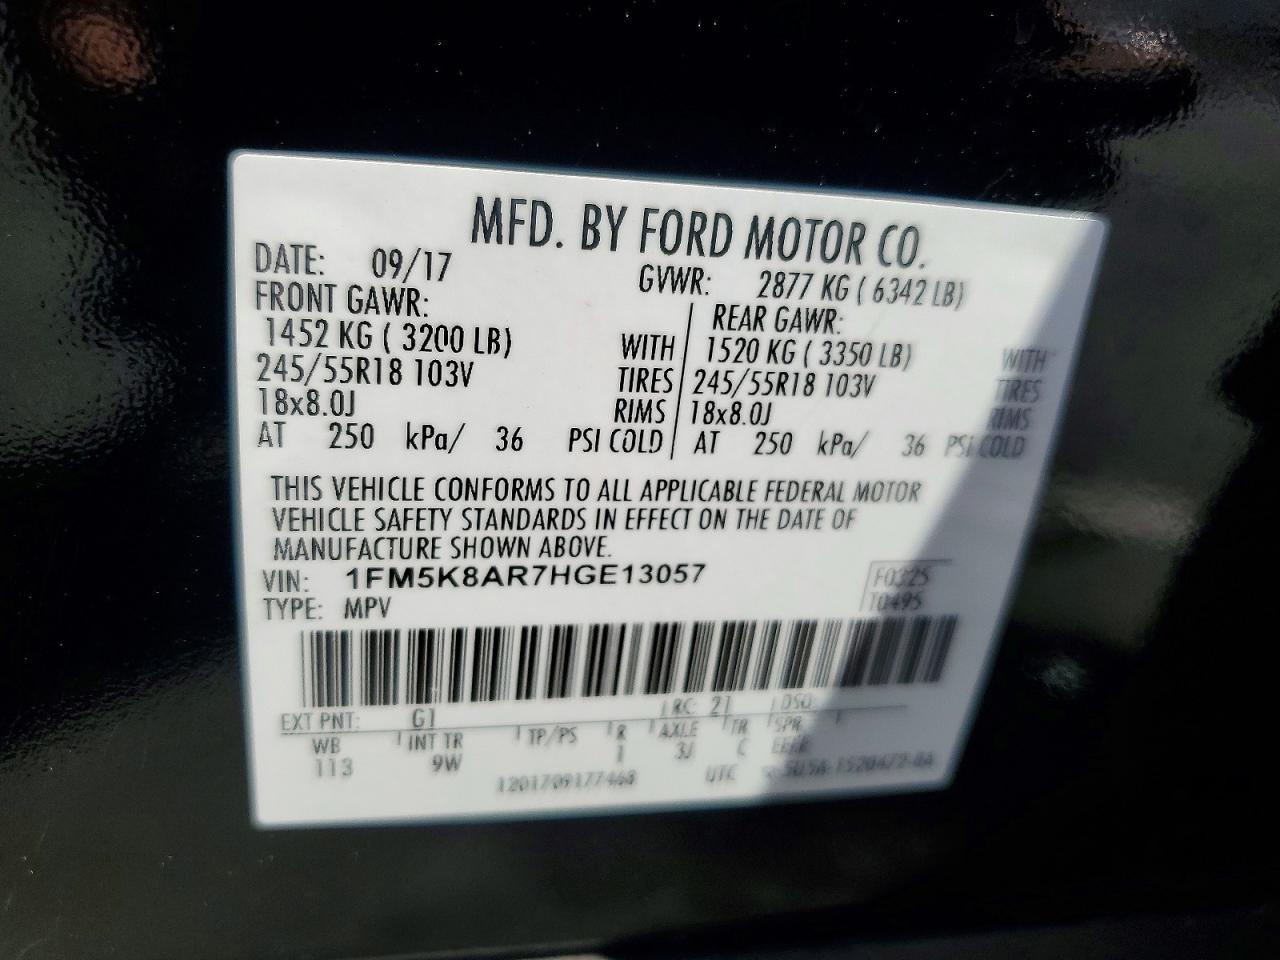 MFD. BY FORD MOTOR CO.
DATE: 09/17 GVWR: 2877 KG ( 6342 LB)
FRONT GAWR: REAR GAWR:
1452 KG ( 3200 LB) WITH 1520 KG ( 3350 LB) WITH
245/55R18 103V TIRES 245/55R18 103V TIRES
18x8.0J RIMS 18x8.0J RIMS
AT 250 kPa/ 36 PSI COLD AT 250 kPa/ 36 PSI COLD
THIS VEHICLE CONFORMS TO ALL APPLICABLE FEDERAL MOTOR
VEHICLE SAFETY STANDARDS IN EFFECT ON THE DATE OF
MANUFACTURE SHOWN ABOVE.
VIN: 1FM5K8AR7HGE13057 F0325
TYPE: MPV T0495
EXT PNT: G1 RC: 21 DSO:
WB INT TR TP/PS R AXLE TR SPR
113 9W 1 3J C
1201709177468 UTC